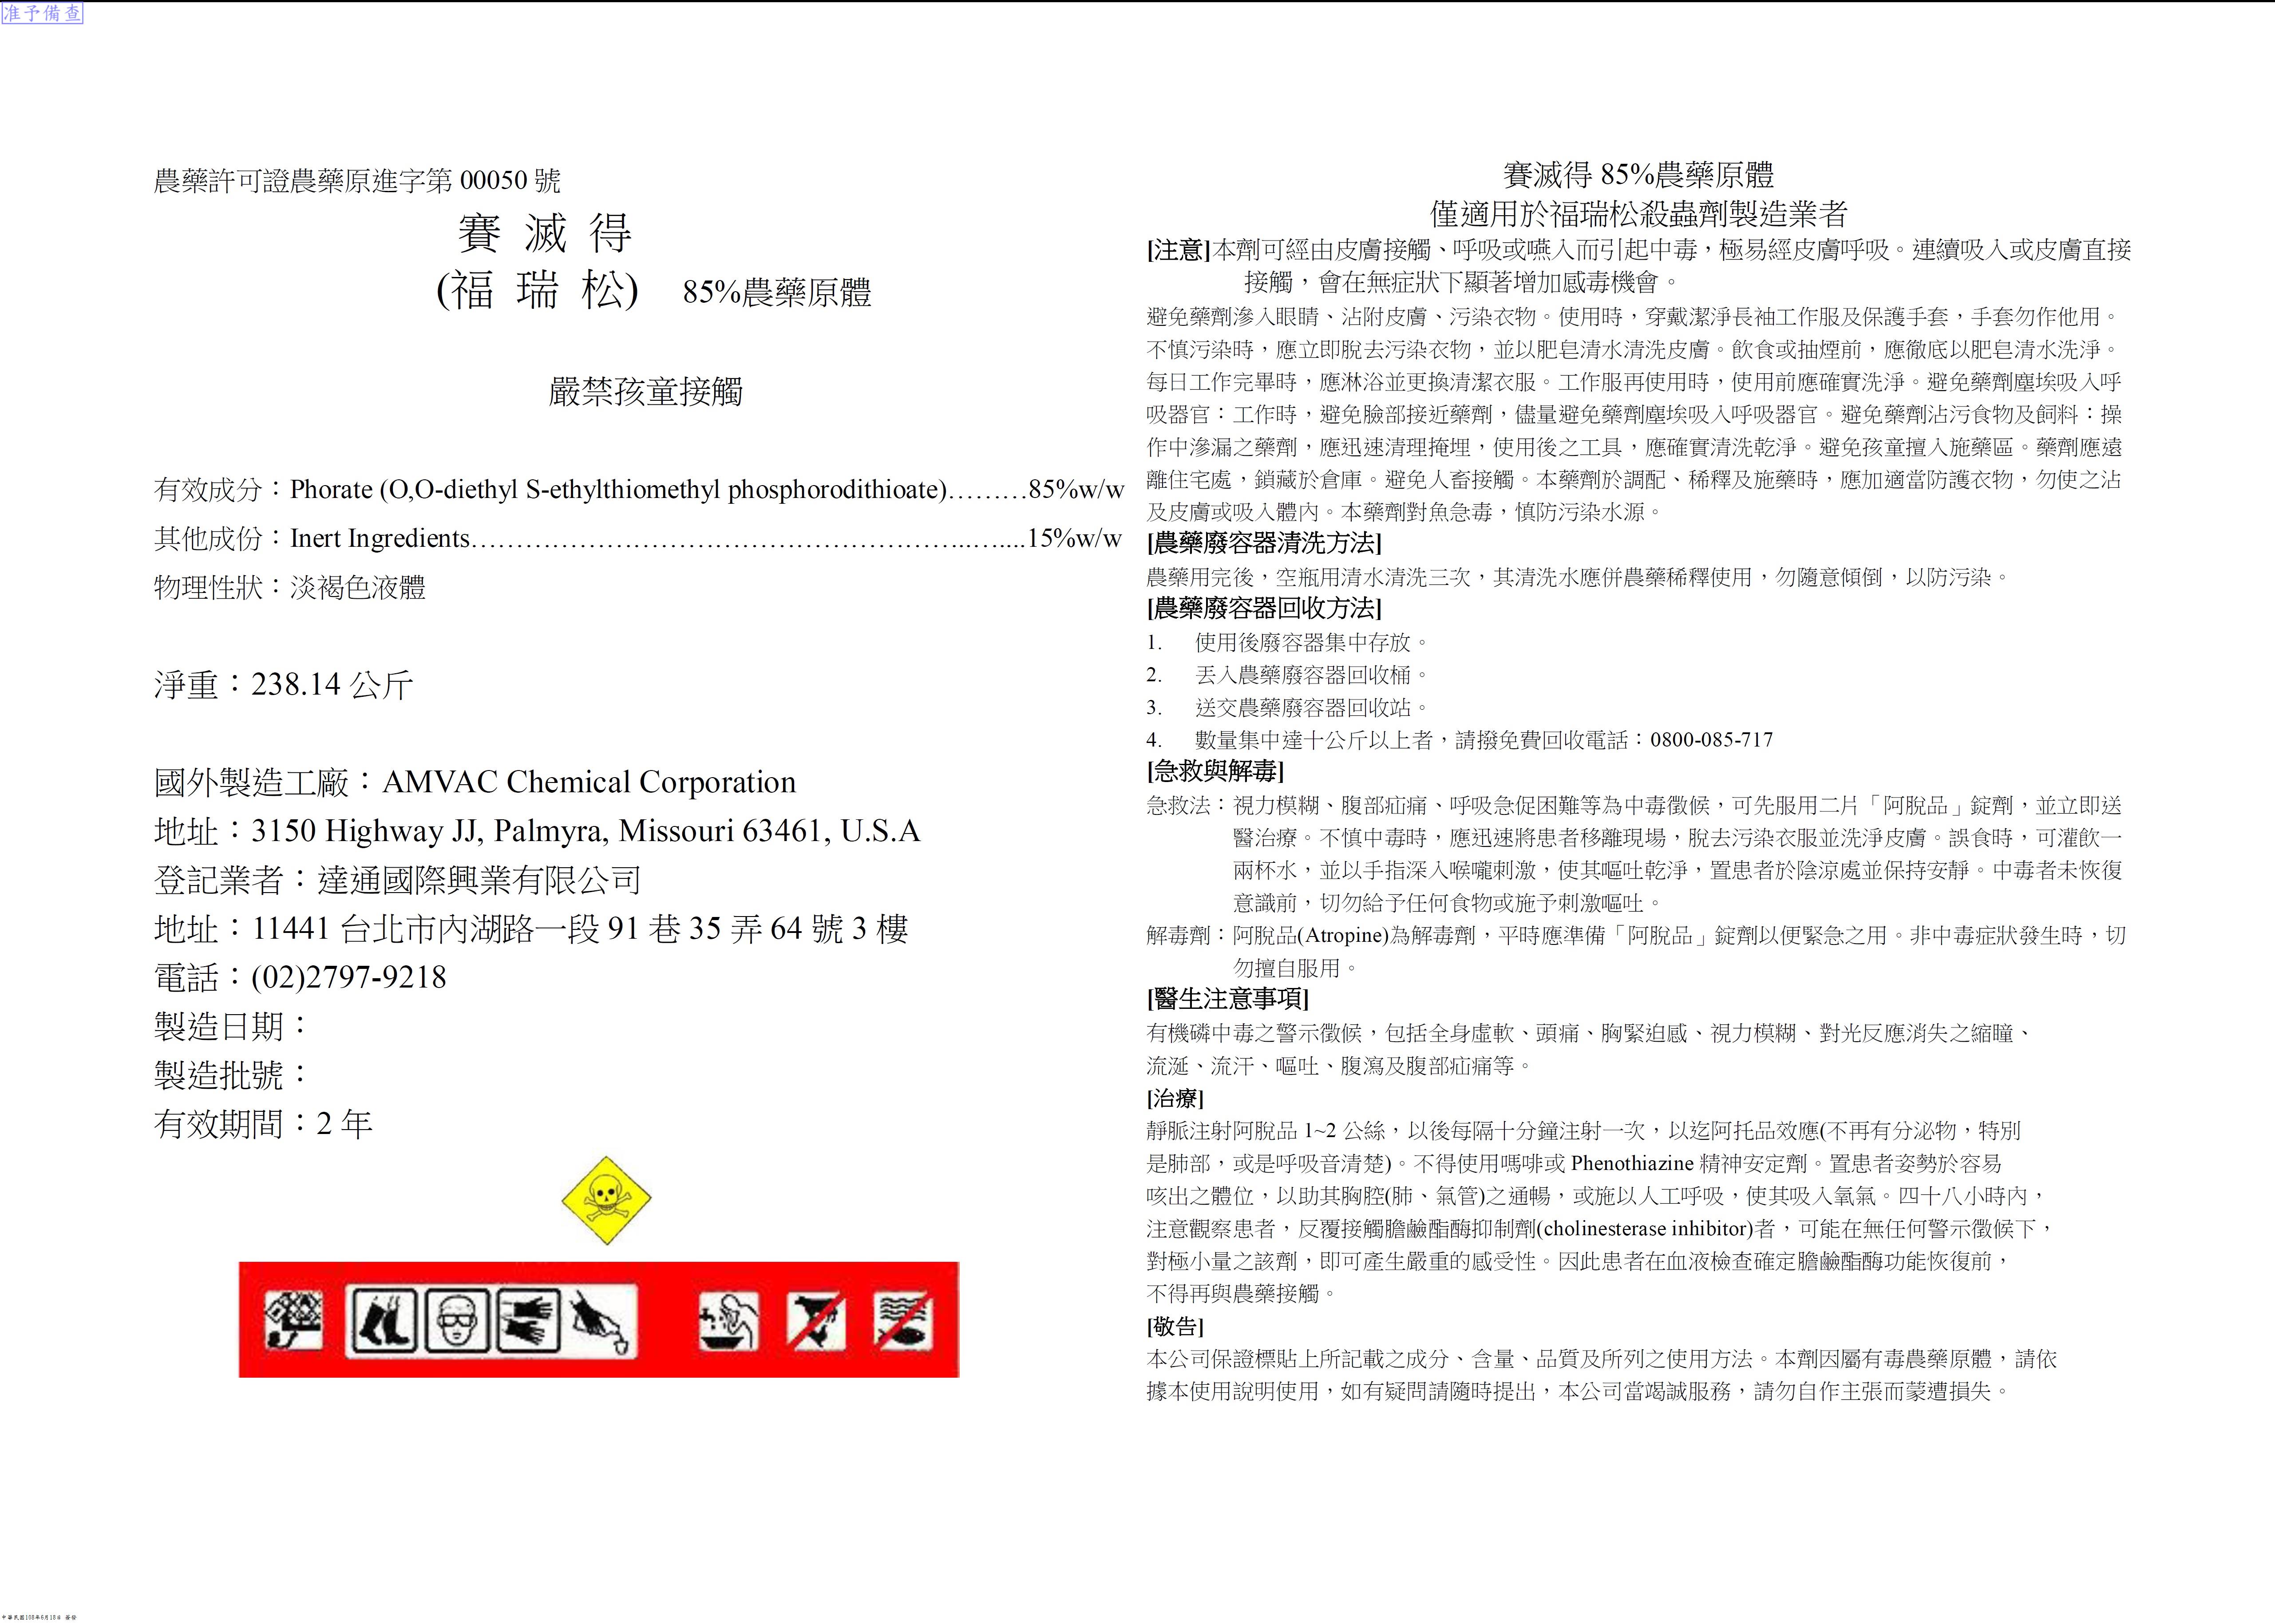 准予備查
農藥許可證農藥原進字第 00050 號
賽 滅 得
(福 瑞 松) 85%農藥原體
嚴禁孩童接觸
有效成分：Phorate (O,O-diethyl S-ethylthiomethyl phosphorodithioate)………85%w/w
其他成份：Inert Ingredients………………………………………………..…....15%w/w
物理性狀：淡褐色液體
淨重：238.14 公斤
國外製造工廠：AMVAC Chemical Corporation
地址：3150 Highway JJ, Palmyra, Missouri 63461, U.S.A
登記業者：達通國際興業有限公司
地址：11441 台北市內湖路一段 91 巷 35 弄 64 號 3 樓
電話：(02)2797-9218
製造日期：
製造批號：
有效期間：2 年
賽滅得 85%農藥原體
僅適用於福瑞松殺蟲劑製造業者
[注意]本劑可經由皮膚接觸、呼吸或嚥入而引起中毒，極易經皮膚呼吸。連續吸入或皮膚直接
接觸，會在無症狀下顯著增加感毒機會。
避免藥劑滲入眼睛、沾附皮膚、污染衣物。使用時，穿戴潔淨長袖工作服及保護手套，手套勿作他用。
不慎污染時，應立即脫去污染衣物，並以肥皂清水清洗皮膚。飲食或抽煙前，應徹底以肥皂清水洗淨。
每日工作完畢時，應淋浴並更換清潔衣服。工作服再使用時，使用前應確實洗淨。避免藥劑塵埃吸入呼
吸器官：工作時，避免臉部接近藥劑，儘量避免藥劑塵埃吸入呼吸器官。避免藥劑沾污食物及飼料：操
作中滲漏之藥劑，應迅速清理掩埋，使用後之工具，應確實清洗乾淨。避免孩童擅入施藥區。藥劑應遠
離住宅處，鎖藏於倉庫。避免人畜接觸。本藥劑於調配、稀釋及施藥時，應加適當防護衣物，勿使之沾
及皮膚或吸入體內。本藥劑對魚急毒，慎防污染水源。
[農藥廢容器清洗方法]
農藥用完後，空瓶用清水清洗三次，其清洗水應併農藥稀釋使用，勿隨意傾倒，以防污染。
[農藥廢容器回收方法]
1. 使用後廢容器集中存放。
2. 丟入農藥廢容器回收桶。
3. 送交農藥廢容器回收站。
4. 數量集中達十公斤以上者，請撥免費回收電話：0800-085-717
[急救與解毒]
急救法：視力模糊、腹部疝痛、呼吸急促困難等為中毒徵候，可先服用二片「阿脫品」錠劑，並立即送
醫治療。不慎中毒時，應迅速將患者移離現場，脫去污染衣服並洗淨皮膚。誤食時，可灌飲一
兩杯水，並以手指深入喉嚨刺激，使其嘔吐乾淨，置患者於陰涼處並保持安靜。中毒者未恢復
意識前，切勿給予任何食物或施予刺激嘔吐。
解毒劑：阿脫品(Atropine)為解毒劑，平時應準備「阿脫品」錠劑以便緊急之用。非中毒症狀發生時，切
勿擅自服用。
[醫生注意事項]
有機磷中毒之警示徵候，包括全身虛軟、頭痛、胸緊迫感、視力模糊、對光反應消失之縮瞳、
流涎、流汗、嘔吐、腹瀉及腹部疝痛等。
[治療]
靜脈注射阿脫品 1~2 公絲，以後每隔十分鐘注射一次，以迄阿托品效應(不再有分泌物，特別
是肺部，或是呼吸音清楚)。不得使用嗎啡或 Phenothiazine 精神安定劑。置患者姿勢於容易
咳出之體位，以助其胸腔(肺、氣管)之通暢，或施以人工呼吸，使其吸入氧氣。四十八小時內，
注意觀察患者，反覆接觸膽鹼酯酶抑制劑(cholinesterase inhibitor)者，可能在無任何警示徵候下，
對極小量之該劑，即可產生嚴重的感受性。因此患者在血液檢查確定膽鹼酯酶功能恢復前，
不得再與農藥接觸。
[敬告]
本公司保證標貼上所記載之成分、含量、品質及所列之使用方法。本劑因屬有毒農藥原體，請依
據本使用說明使用，如有疑問請隨時提出，本公司當竭誠服務，請勿自作主張而蒙遭損失。